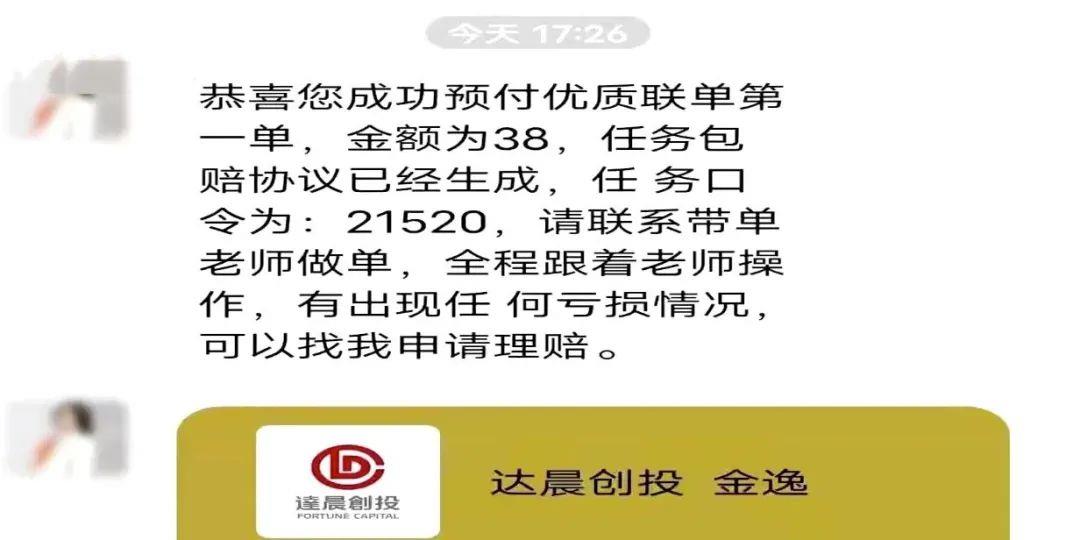 今天 17:26
恭喜您成功预付优质联单第
一单，金额为38，任务包
赔协议已经生成，任 务口
令为：21520，请联系带单
老师做单，全程跟着老师操
作，有出现任 何亏损情况，
可以找我申请理赔。
達晨創投
FORTUNE CAPITAL
达晨创投 金逸